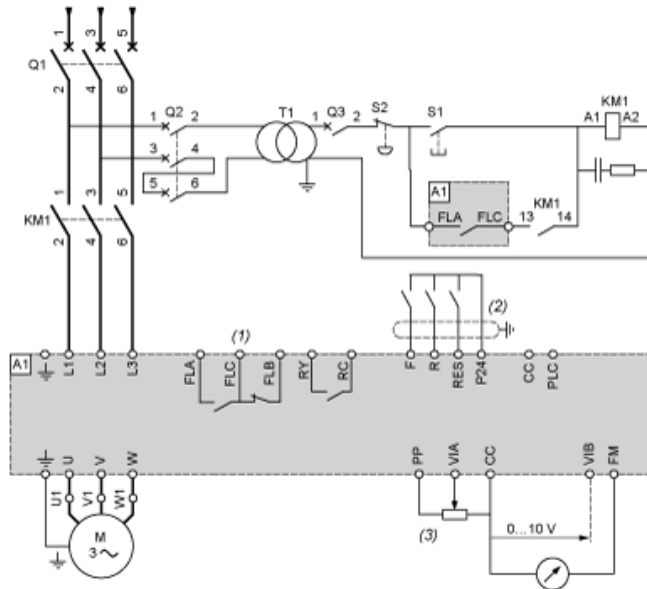 1 3 5
Q1
2 4 6
1 Q2 2
3 4
5 6
T1
1 Q3 2
S2
S1
KM1
A1 A2
A1
FLA FLC
13 KM1 14
1 3 5
KM1
2 4 6
(1)
(2)
A1
L1 L2 L3
FLA FLC FLB RY RC
F R RES P24 CC PLC
U V W
PP VIA CC VIB FM
U1 V1 W1
M
3 ~
(3)
0...10 V